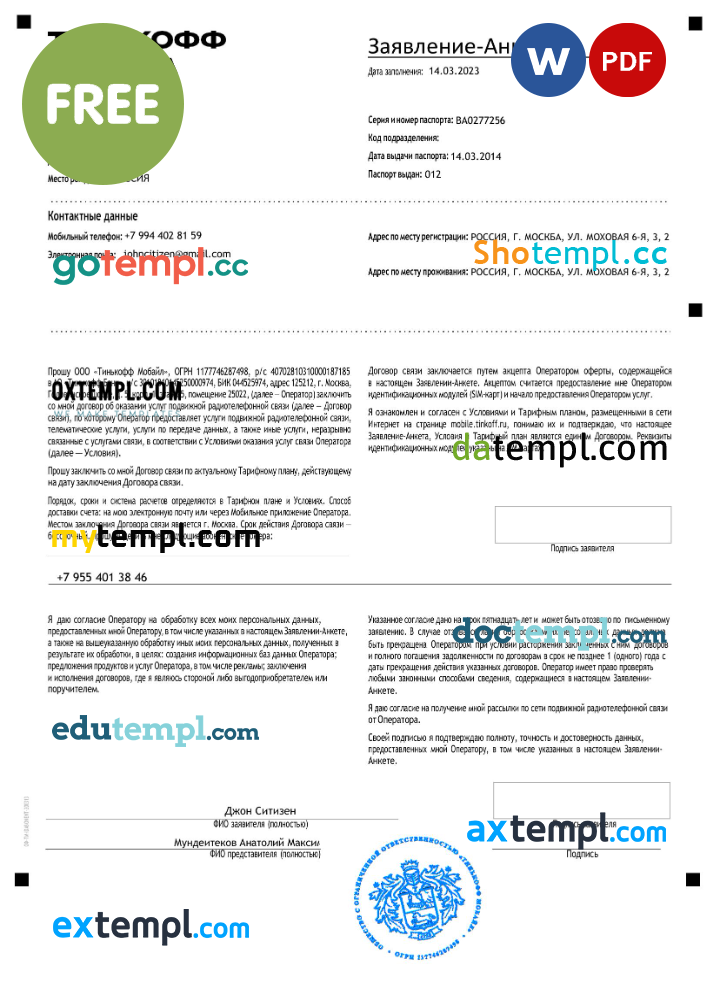 КОФФ
FREE
Заявление-Анк
W
PDF
Дата заполнения: 14.03.2023
Серия и номер паспорта: BA0277256
Код подразделения:
Дата выдачи паспорта: 14.03.2014
Паспорт выдан: 012
Место
Контактные данные
Мобильный телефон: +7 994 402 81 59
Адрес по месту регистрации: РОССИЯ, Г. МОСКВА, УЛ. МОХОВАЯ 6-Я, 3, 2
Электронная почта: johncitizen@gmail.com
gotempl.cc
Shotempl.cc
Адрес по месту проживания: РОССИЯ, Г. МОСКВА, УЛ. МОХОВАЯ 6-Я, 3, 2
Прошу ООО «Тинькофф Мобайл», ОГРН 1177746287498, р/с 40702810310000187185
БИК 044525974, адрес 125212, г. Москва,
OXTEMPL.COM
помещение 25022, (далее – Оператор) заключить
со мной договор об оказании услуг подвижной радиотелефонной связи (далее – Договор
связи), по которому Оператор предоставляет услуги подвижной радиотелефонной связи,
телематические услуги, услуги по передаче данных, а также иные услуги, неразрывно
связанные с услугами связи, в соответствии с Условиями оказания услуг связи Оператора
(далее — Условия).
Прошу заключить со мной Договор связи по актуальному Тарифному плану, действующему
на дату заключения Договора связи.
Порядок, сроки и система расчетов определяются в Тарифном плане и Условиях. Способ
доставки счета: на мою электронную почту или через Мобильное приложение Оператора.
Местом заключения Договора связи является г. Москва. Срок действия Договора связи –
mytempl.com
Договор связи заключается путем акцепта Оператором оферты, содержащейся
в настоящем Заявлении-Анкете. Акцептом считается предоставление мне Оператором
идентификационных модулей (SIM-карт) и начало предоставления Оператором услуг.
Я ознакомлен и согласен с Условиями и Тарифным планом, размещенными в сети
Интернет на странице mobile.tinkoff.ru, понимаю их и подтверждаю, что настоящее
Заявление-Анкета, Условия и Тарифный план являются единым Договором. Реквизиты
идентификационных модулей указаны на
datempl.com
Подпись заявителя
+7 955 401 38 46
Я даю согласие Оператору на обработку всех моих персональных данных,
предоставленных мной Оператору, в том числе указанных в настоящем Заявлении-Анкете,
а также на вышеуказанную обработку иных моих персональных данных, полученных в
результате их обработки, в целях: создания информационных баз данных Оператора;
предложения продуктов и услуг Оператора, в том числе рекламы; заключения
и исполнения договоров, где я являюсь стороной либо выгодоприобретателем или
поручителем.
edutempl.com
Указанное согласие дано на срок пятнадцать лет и может быть отозвано по письменному
заявлению. В случае
doctempl.com
быть прекращена Оператором при условии расторжения заключенных с ним договоров
и полного погашения задолженности по договорам в срок не позднее 1 (одного) года с
даты прекращения действия указанных договоров. Оператор имеет право проверять
любыми законными способами сведения, содержащиеся в настоящем Заявлении-
Анкете.
Я даю согласие на получение мной рассылки по сети подвижной радиотелефонной связи
от Оператора.
Своей подписью я подтверждаю полноту, точность и достоверность данных,
предоставленных мной Оператору, в том числе указанных в настоящем Заявлении-
Анкете.
Джон Ситизен
ФИО заявителя (полностью)
Подпись заявителя
axtempl.com
Мундеитеков Анатолий Максим
ФИО представителя (полностью)
Подпись
ОБЩЕСТВО С ОГРАНИЧЕННОЙ ОТВЕТСТВЕННОСТЬЮ «ТИНЬКОФФ МОБАЙЛ»
ОГРН 1177746287498
extempl.com